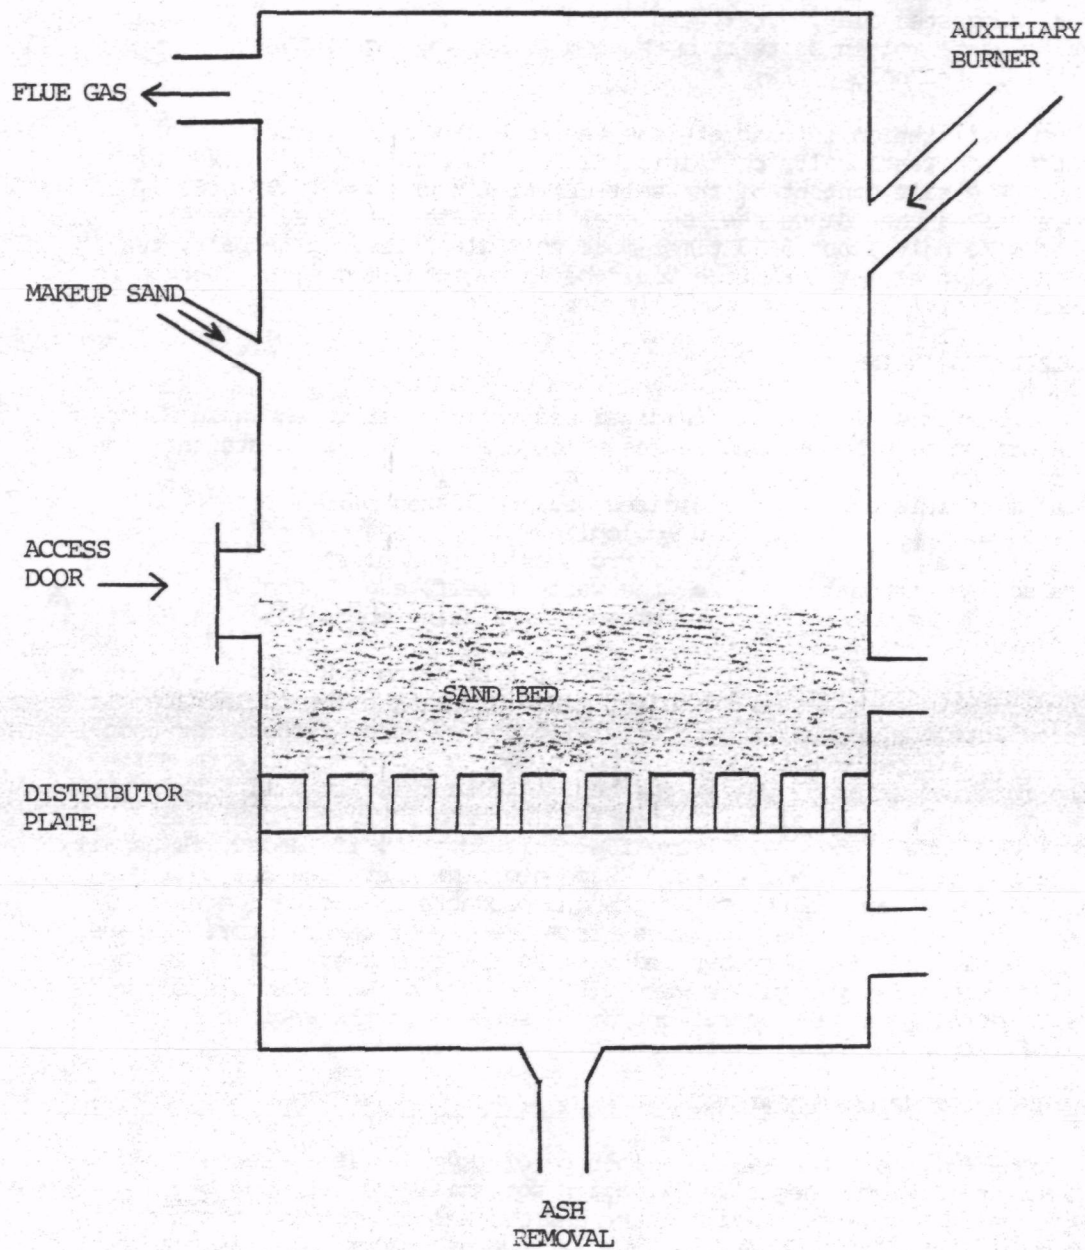 AUXILIARY
BURNER
FLUE GAS
MAKEUP SAND
ACCESS
DOOR
SAND BED
DISTRIBUTOR
PLATE
ASH
REMOVAL